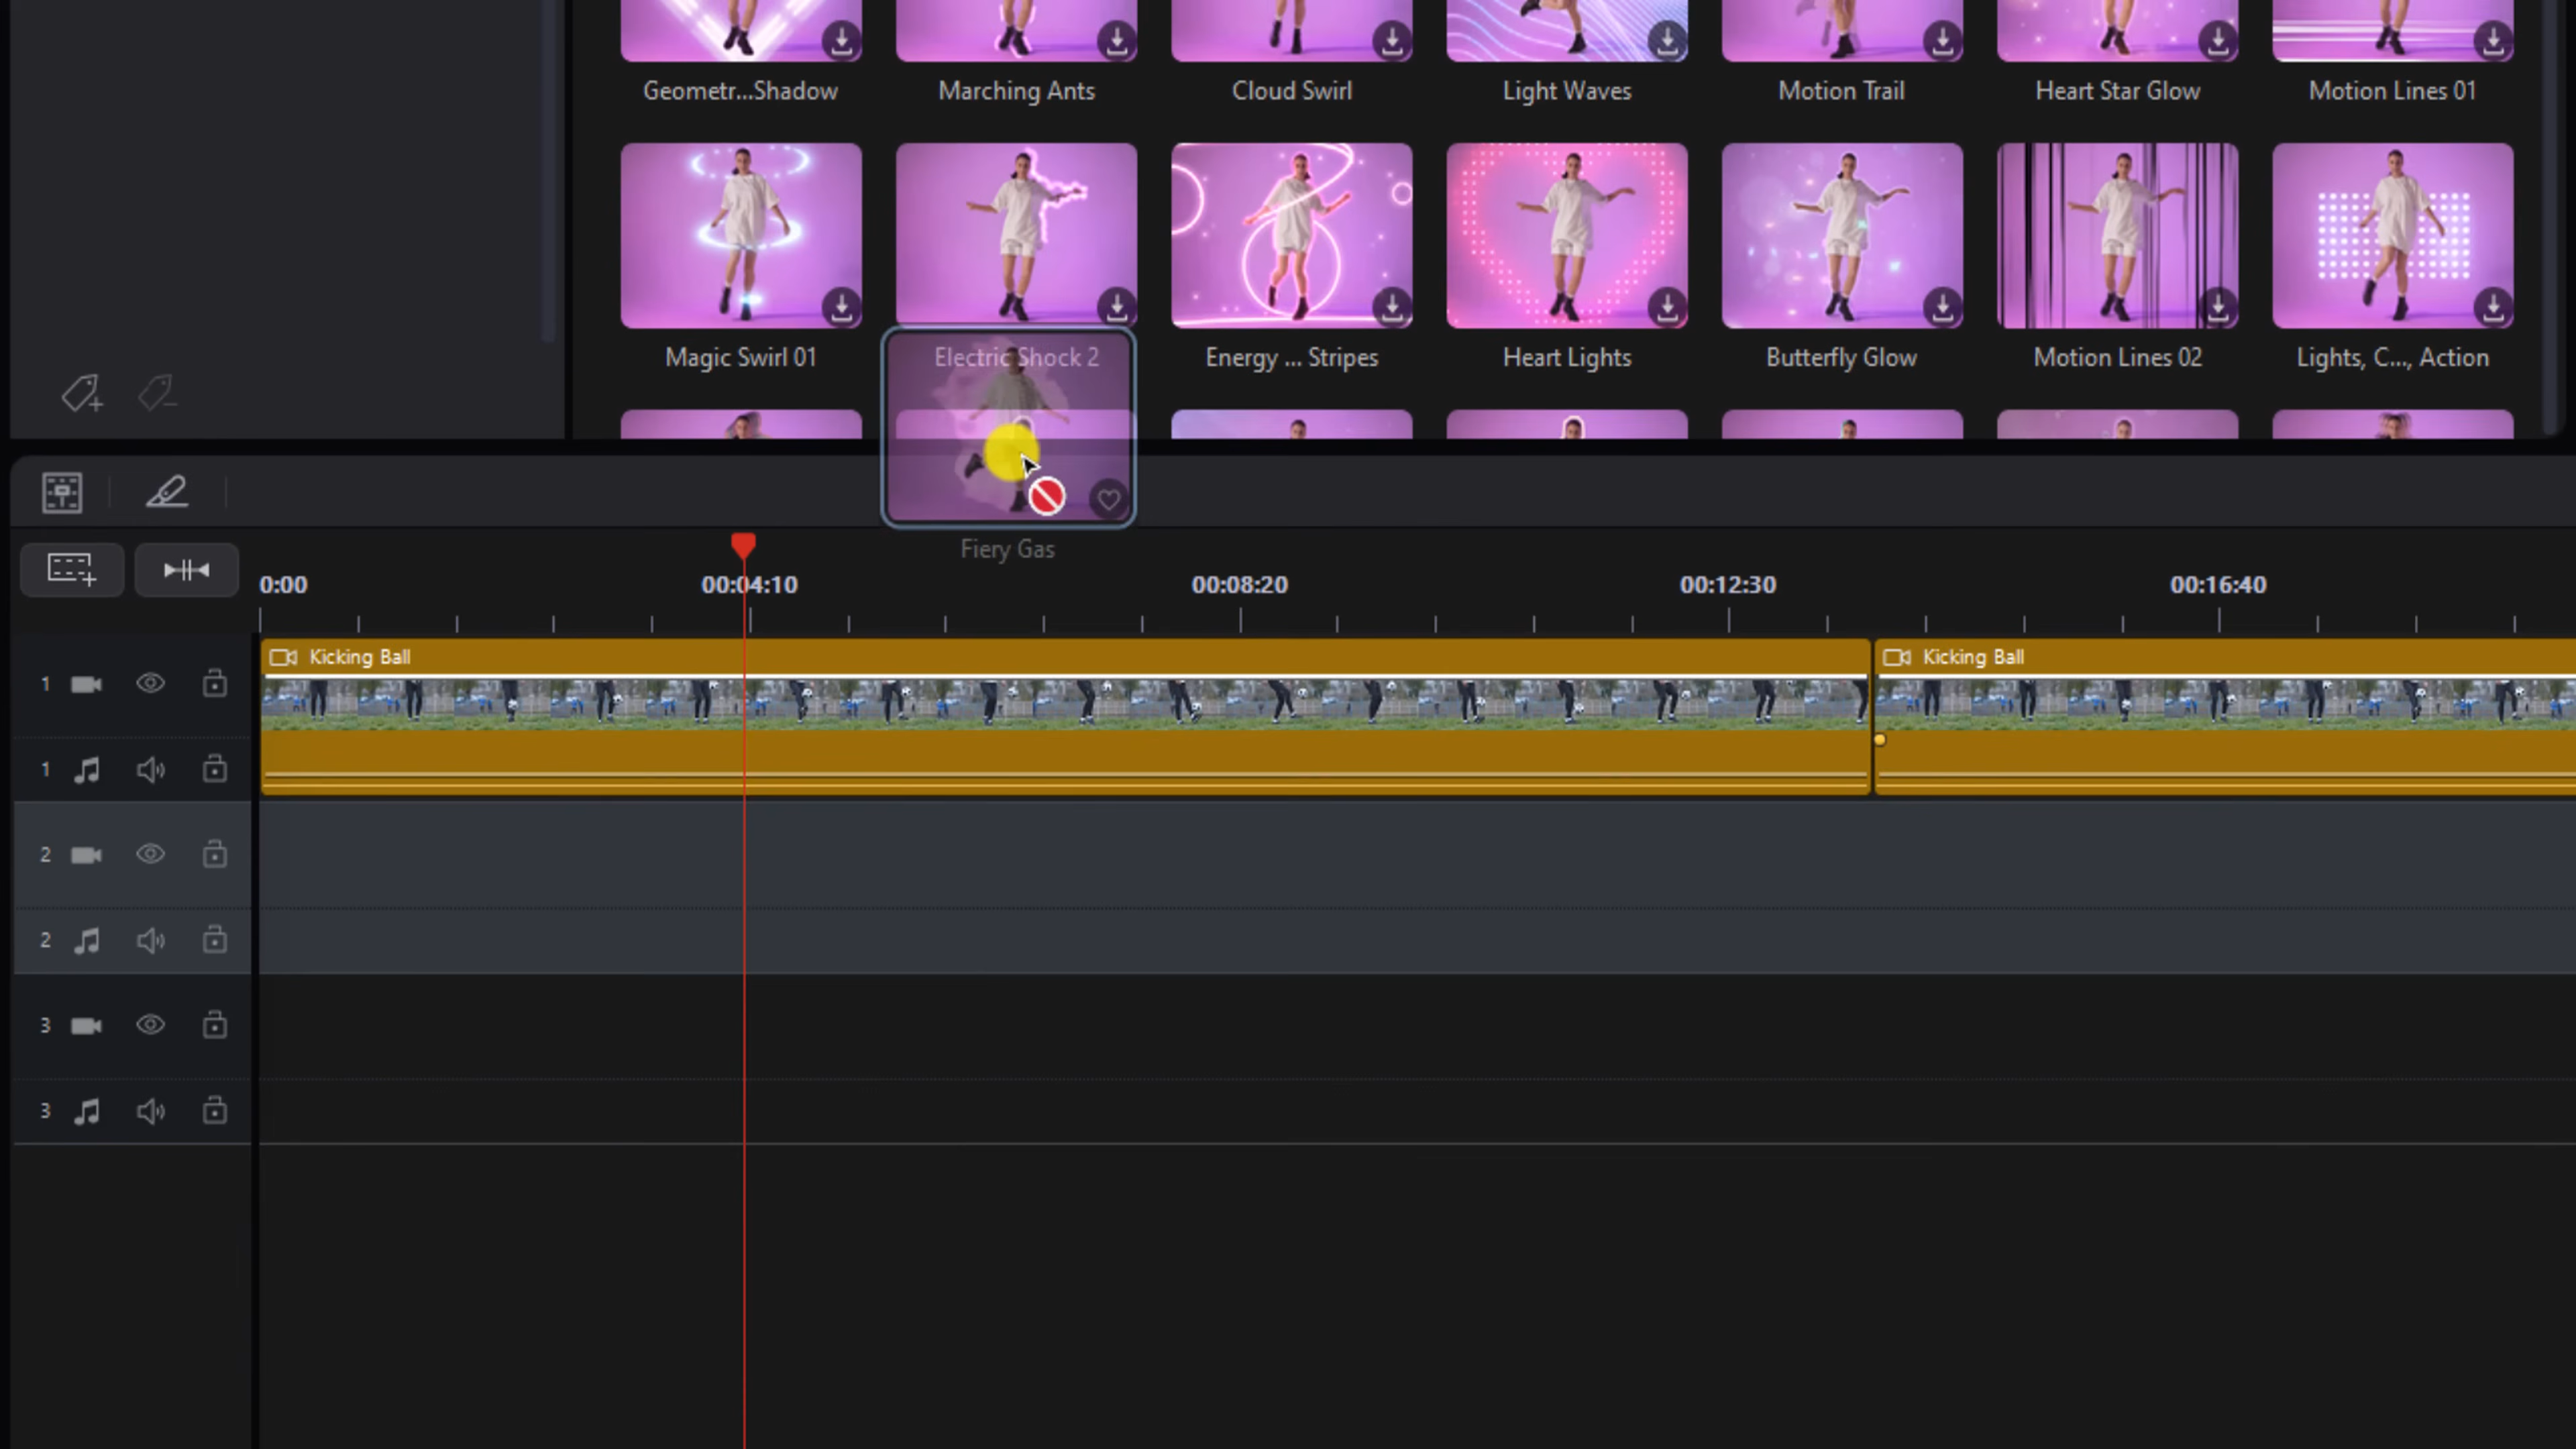 Geometr...Shadow
Marching Ants
Cloud Swirl
Light Waves
Motion Trail
Heart Star Glow
Motion Lines 01
Magic Swirl 01
Electric Shock 2
Energy ... Stripes
Heart Lights
Butterfly Glow
Motion Lines 02
Lights, C..., Action
Fiery Gas
0:00
00:04:10
00:08:20
00:12:30
00:16:40
Kicking Ball
Kicking Ball
1
1
2
2
3
3